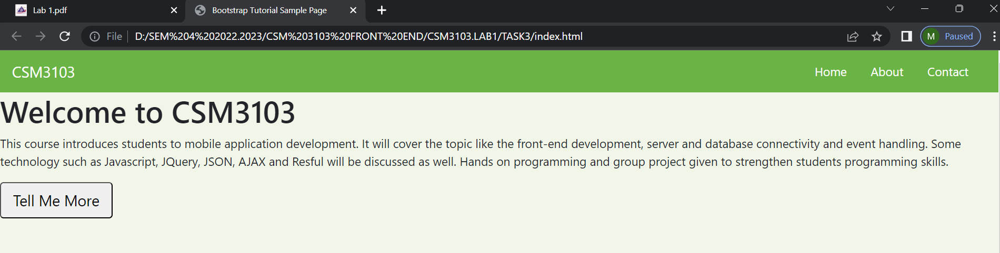 Lab 1.pdf
Bootstrap Tutorial Sample Page
File
D:/SEM%204%202022.2023/CSM%203103%20FRONT%20END/CSM3103.LAB1/TASK3/index.html
M Paused
CSM3103
Home About Contact
Welcome to CSM3103
This course introduces students to mobile application development. It will cover the topic like the front-end development, server and database connectivity and event handling. Some
technology such as Javascript, JQuery, JSON, AJAX and Resful will be discussed as well. Hands on programming and group project given to strengthen students programming skills.
Tell Me More